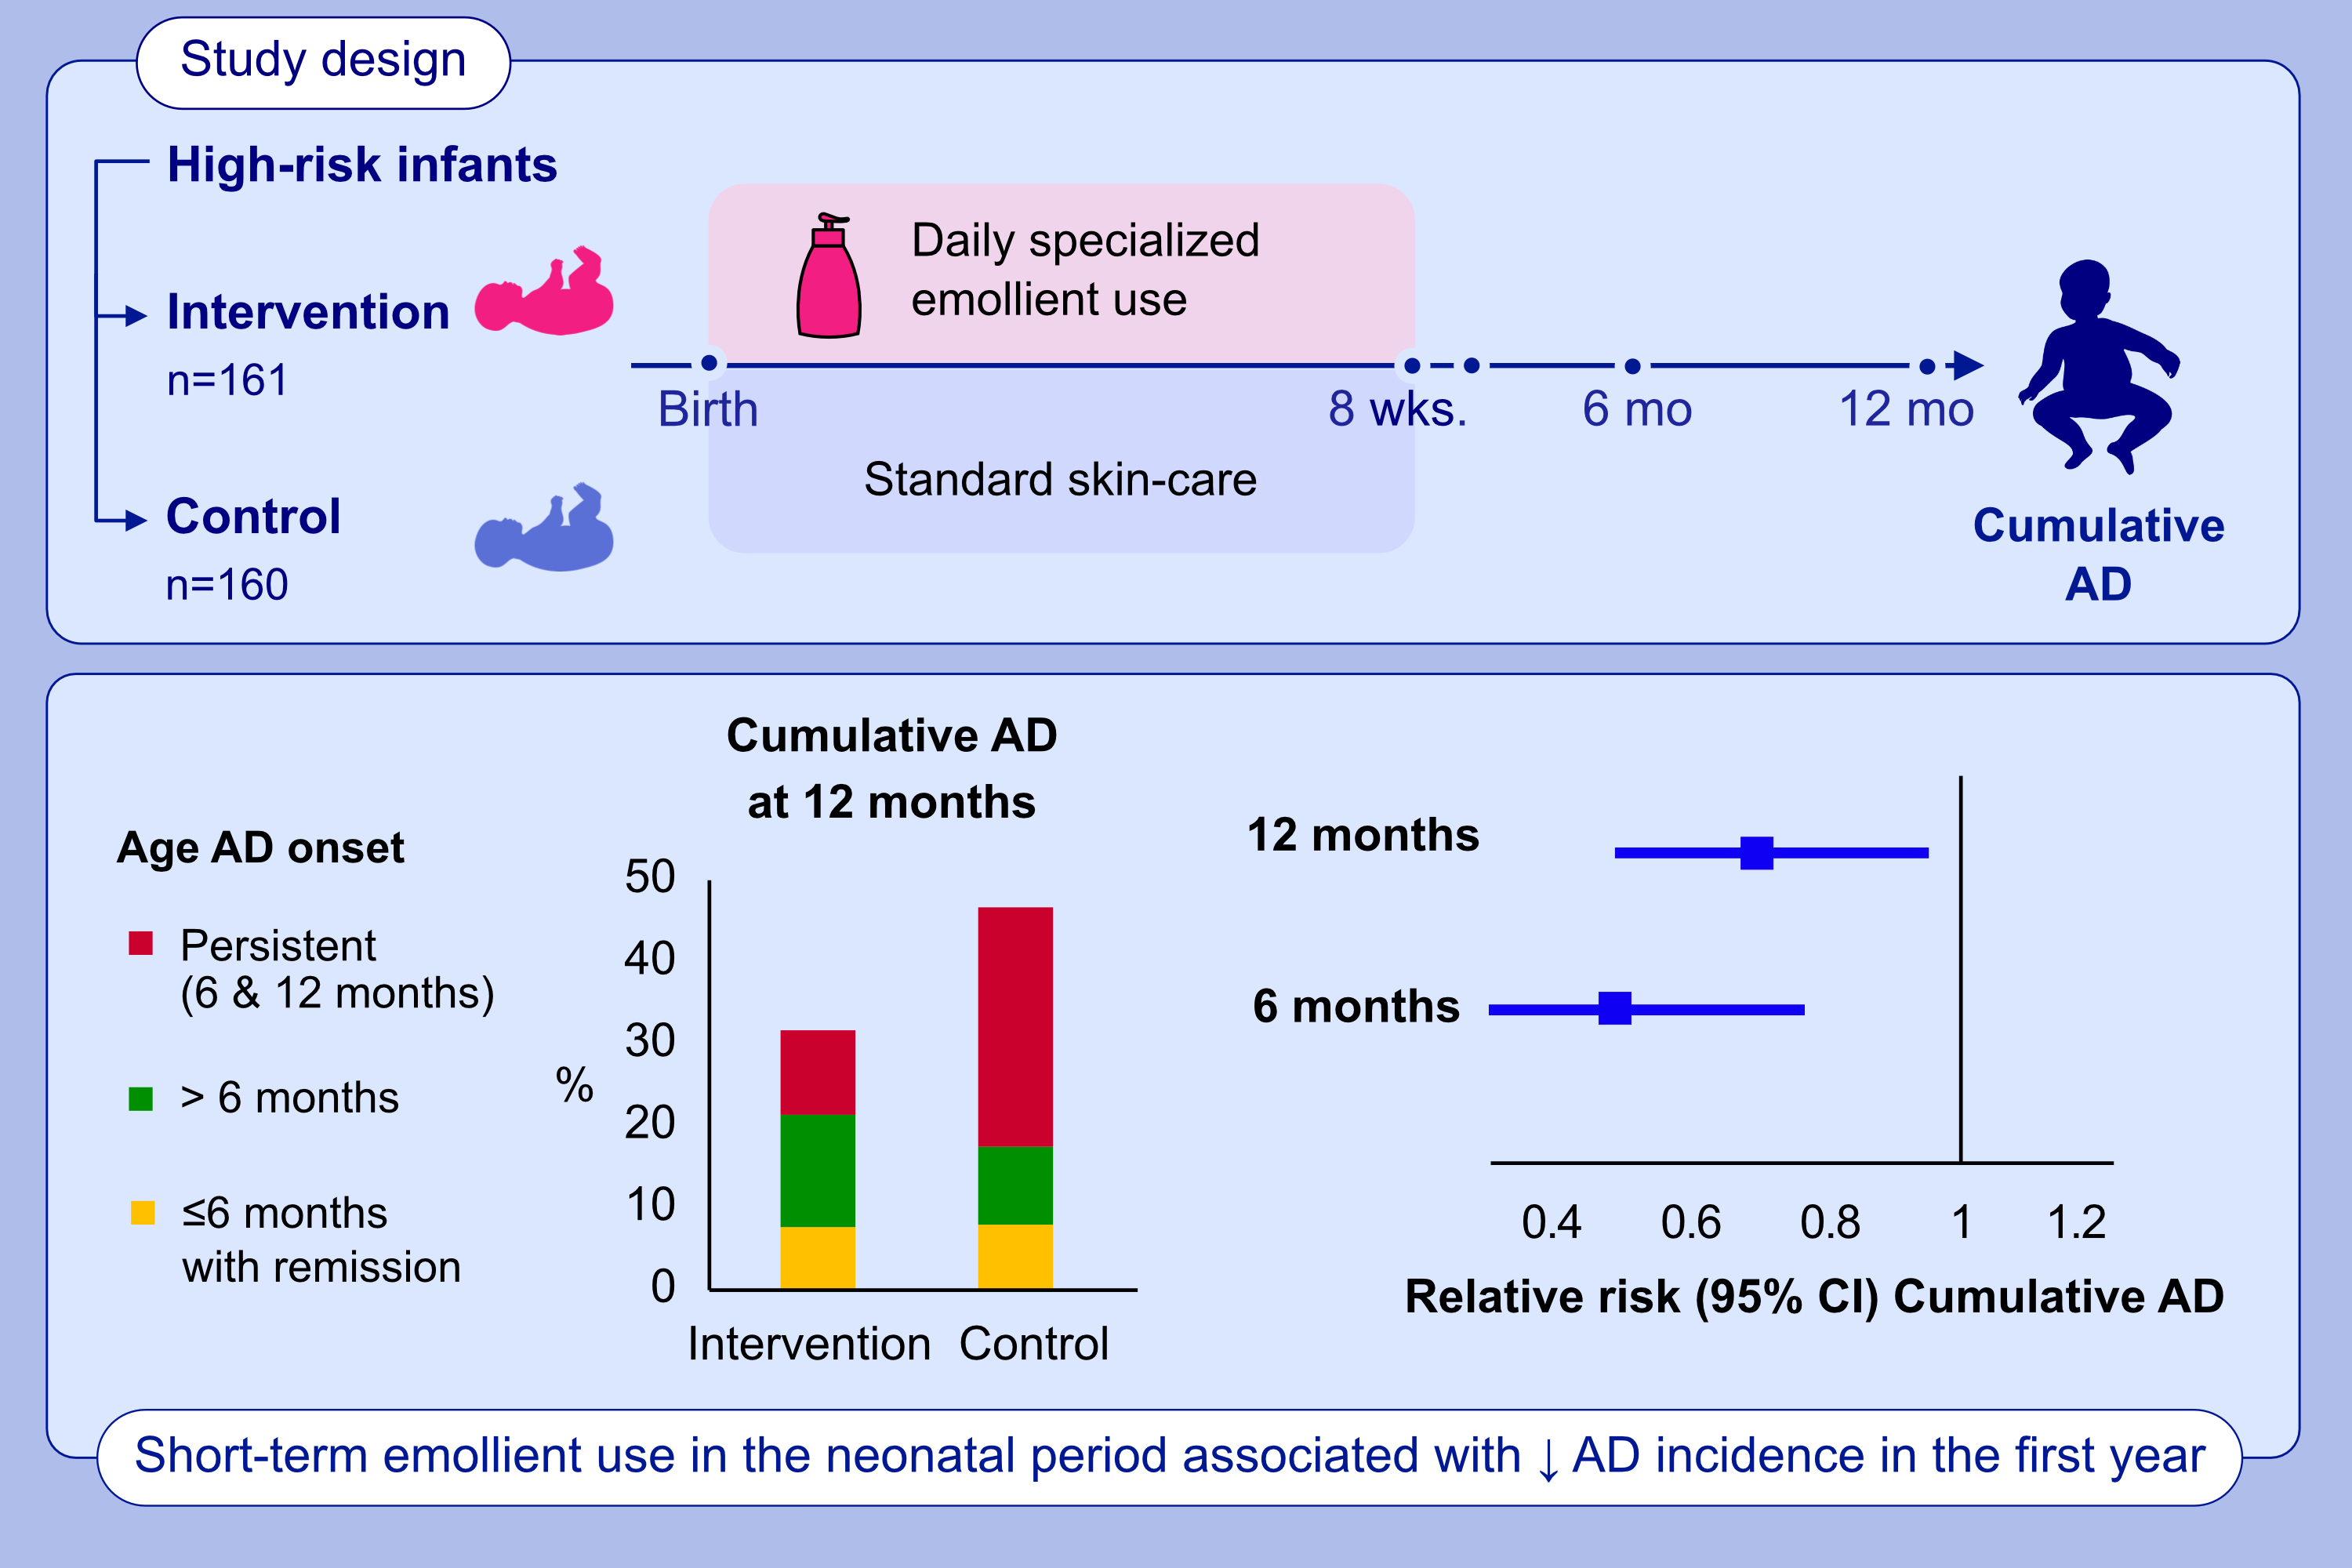 Study design
High-risk infants
Intervention
n=161
Control
n=160
Daily specialized
emollient use
Birth
8 wks.
6 mo
12 mo
Standard skin-care
Cumulative
AD
Age AD onset
Persistent
(6 & 12 months)
> 6 months
≤6 months
with remission
Cumulative AD
at 12 months
50
40
30
%
20
10
0
Intervention Control
12 months
6 months
0.4 0.6 0.8 1 1.2
Relative risk (95% CI) Cumulative AD
Short-term emollient use in the neonatal period associated with ↓ AD incidence in the first year